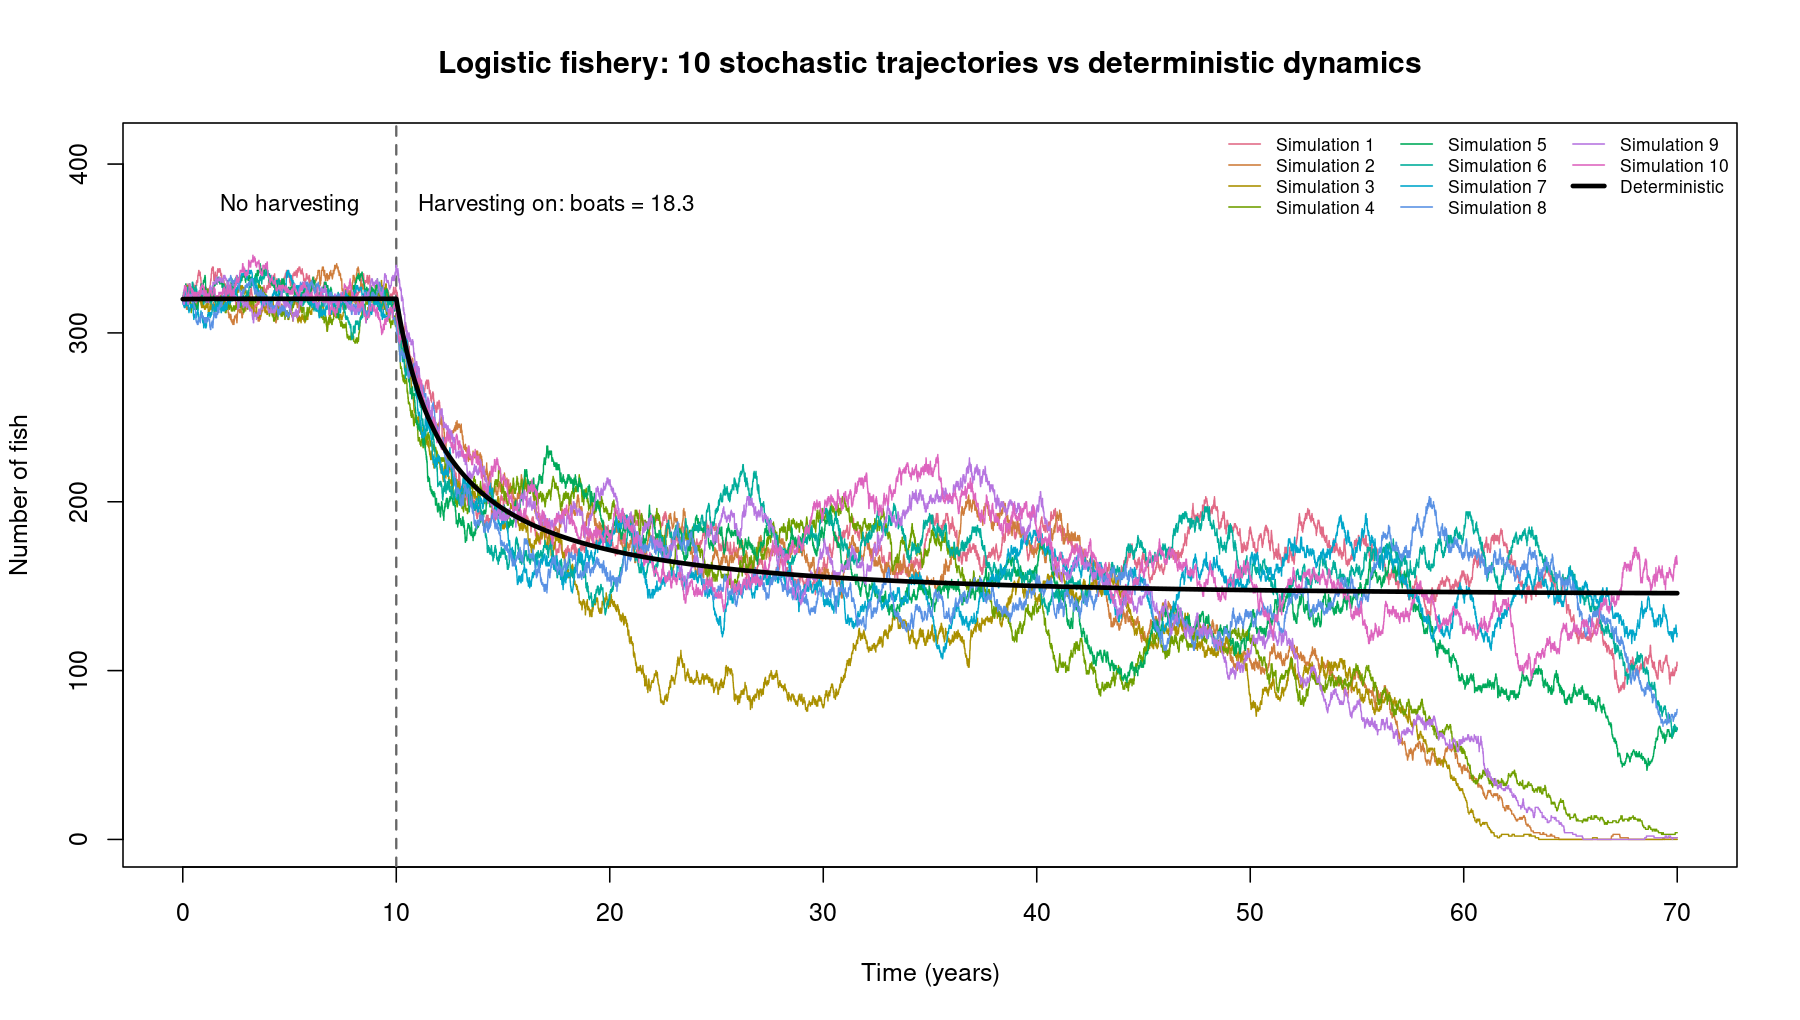 Logistic fishery: 10 stochastic trajectories vs deterministic dynamics
No harvesting
Harvesting on: boats = 18.3
Simulation 1
Simulation 2
Simulation 3
Simulation 4
Simulation 5
Simulation 6
Simulation 7
Simulation 8
Simulation 9
Simulation 10
Deterministic
Number of fish
400
300
200
100
0
0 10 20 30 40 50 60 70
Time (years)